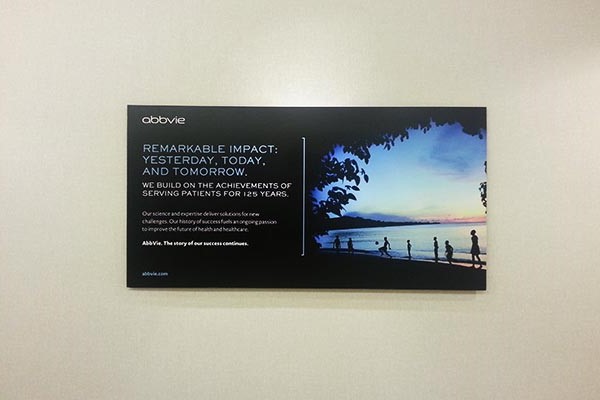 abbvie
REMARKABLE IMPACT:
YESTERDAY, TODAY,
AND TOMORROW.
WE BUILD ON THE ACHIEVEMENTS OF
SERVING PATIENTS FOR 125 YEARS.
Our science and expertise deliver solutions for new
challenges. Our history of success fuels an ongoing passion
to improve the future of health and healthcare.
AbbVie. The story of our success continues.
abbvie.com